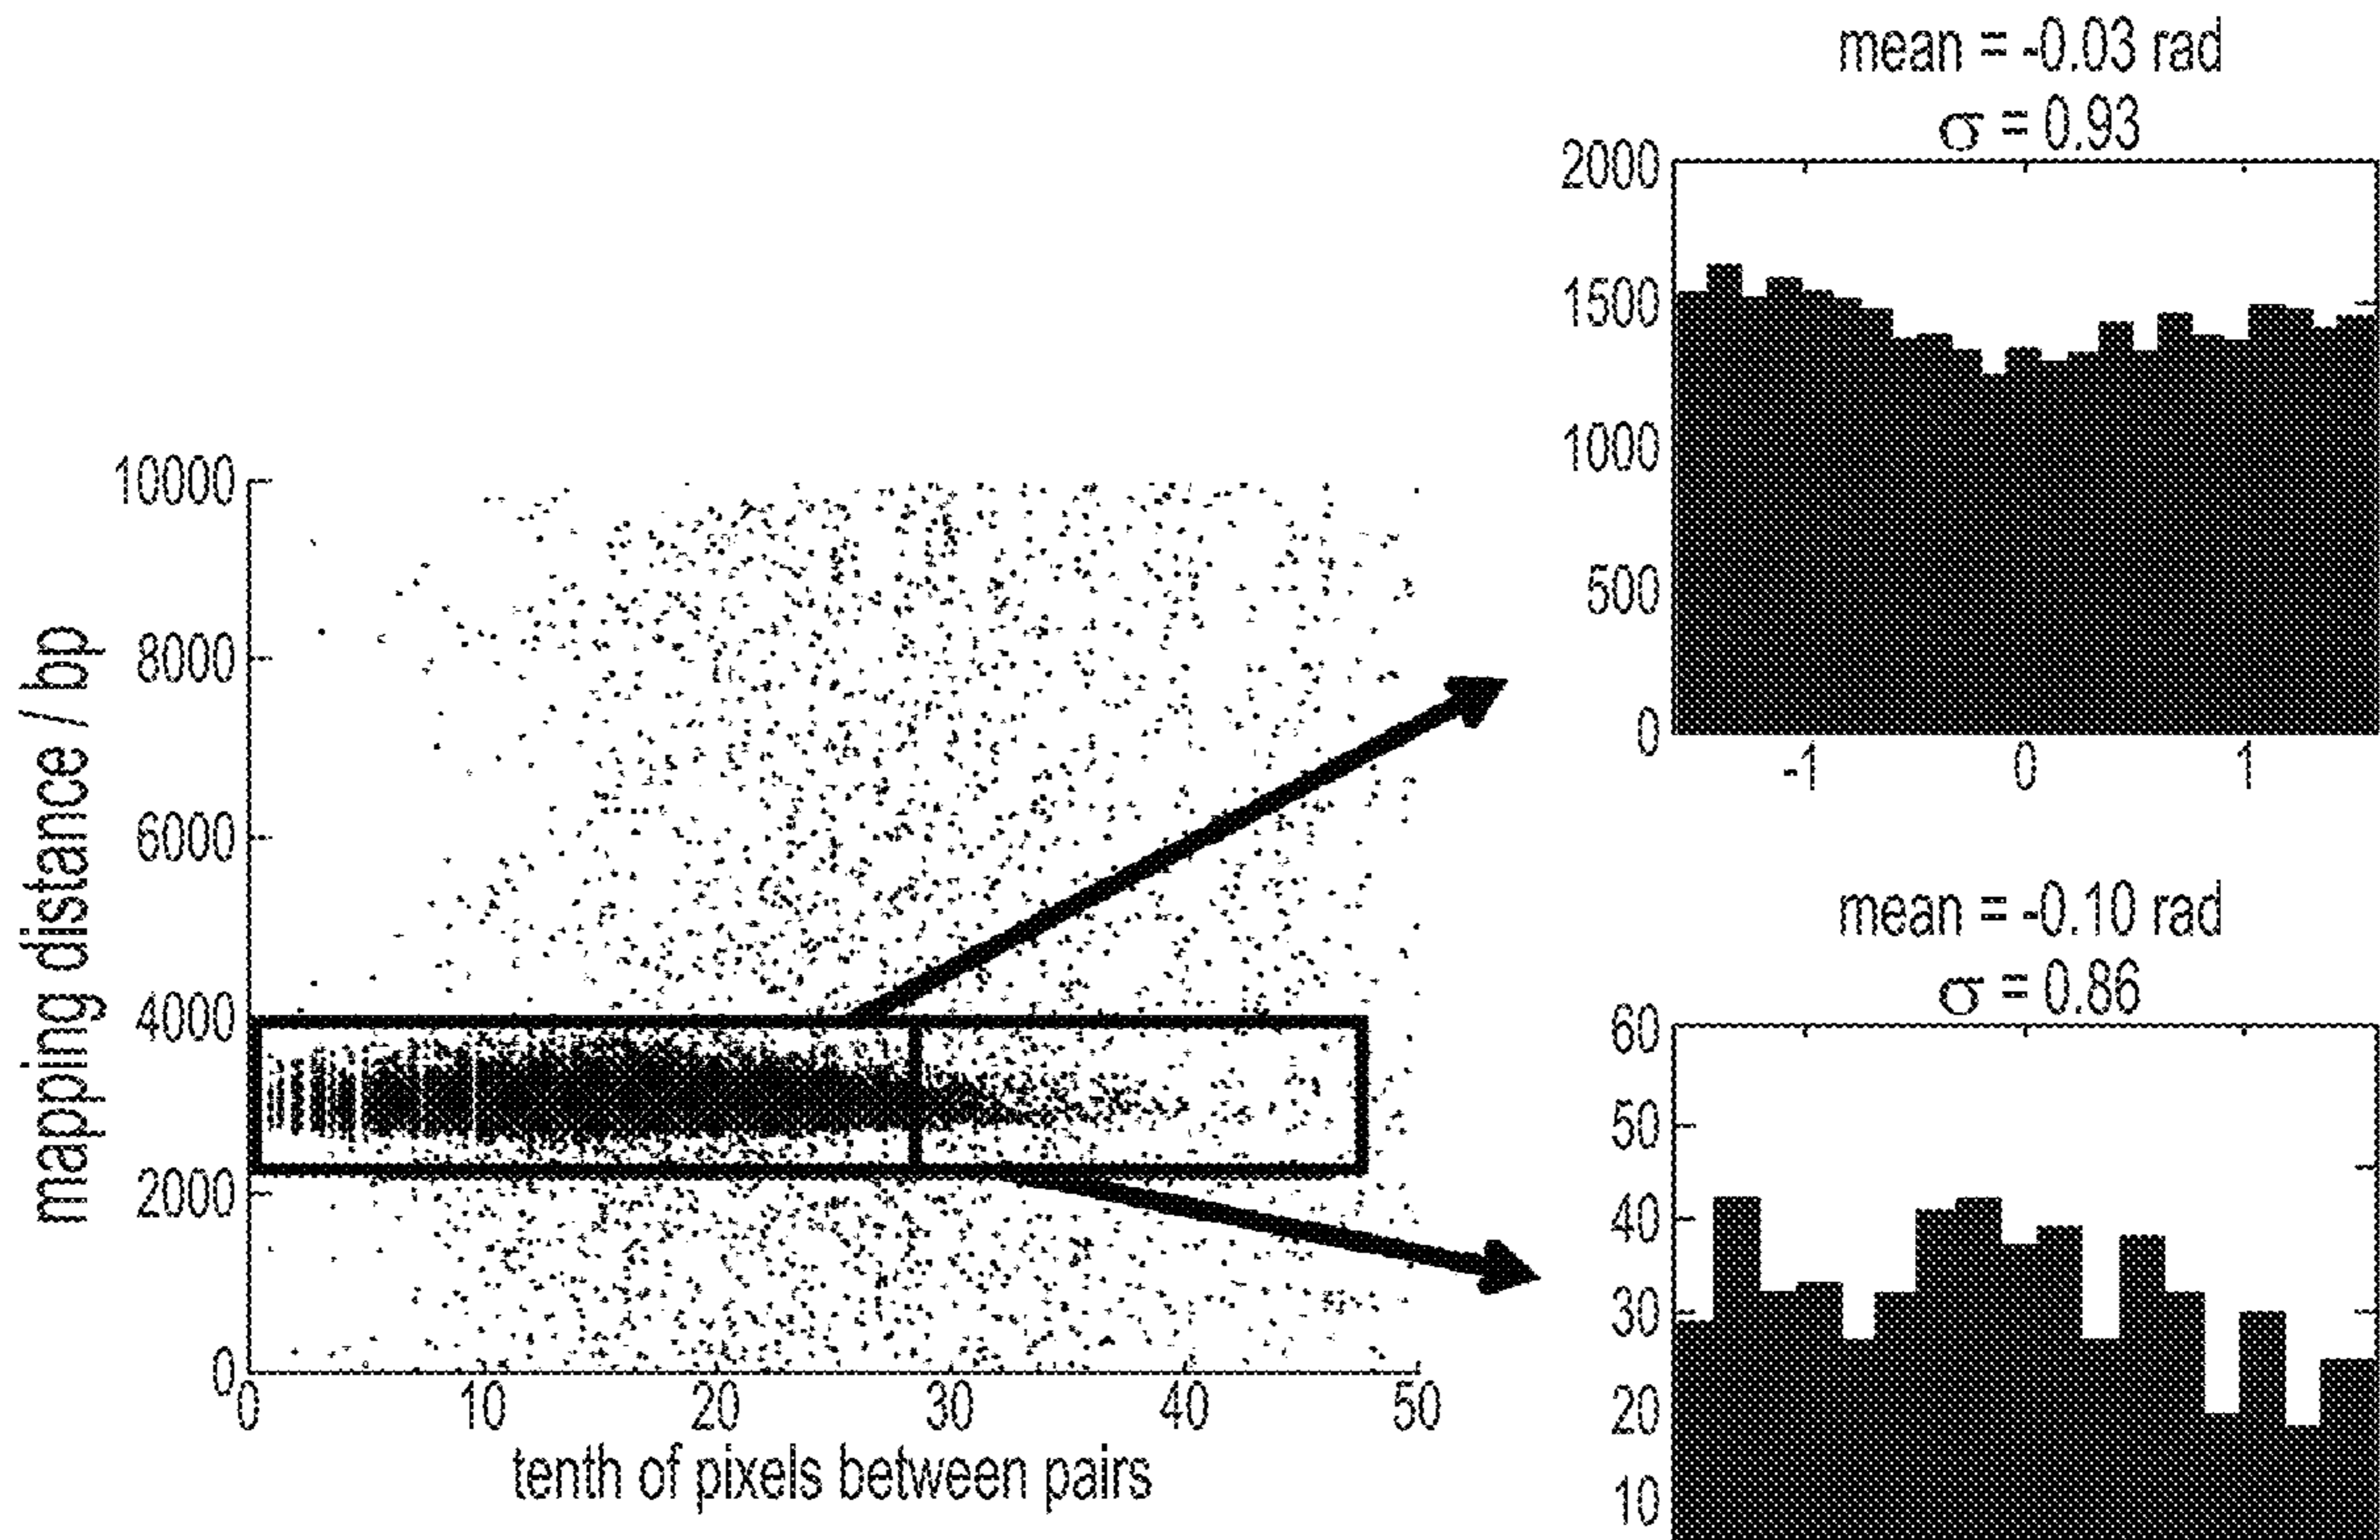 mean = -0.03 rad
σ = 0.93
2000
1500
1000
500
0
-1 0 1
10000
8000
6000
4000
2000
0
mapping distance / bp
0 10 20 30 40 50
tenth of pixels between pairs
mean = -0.10 rad
σ = 0.86
60
50
40
30
20
10